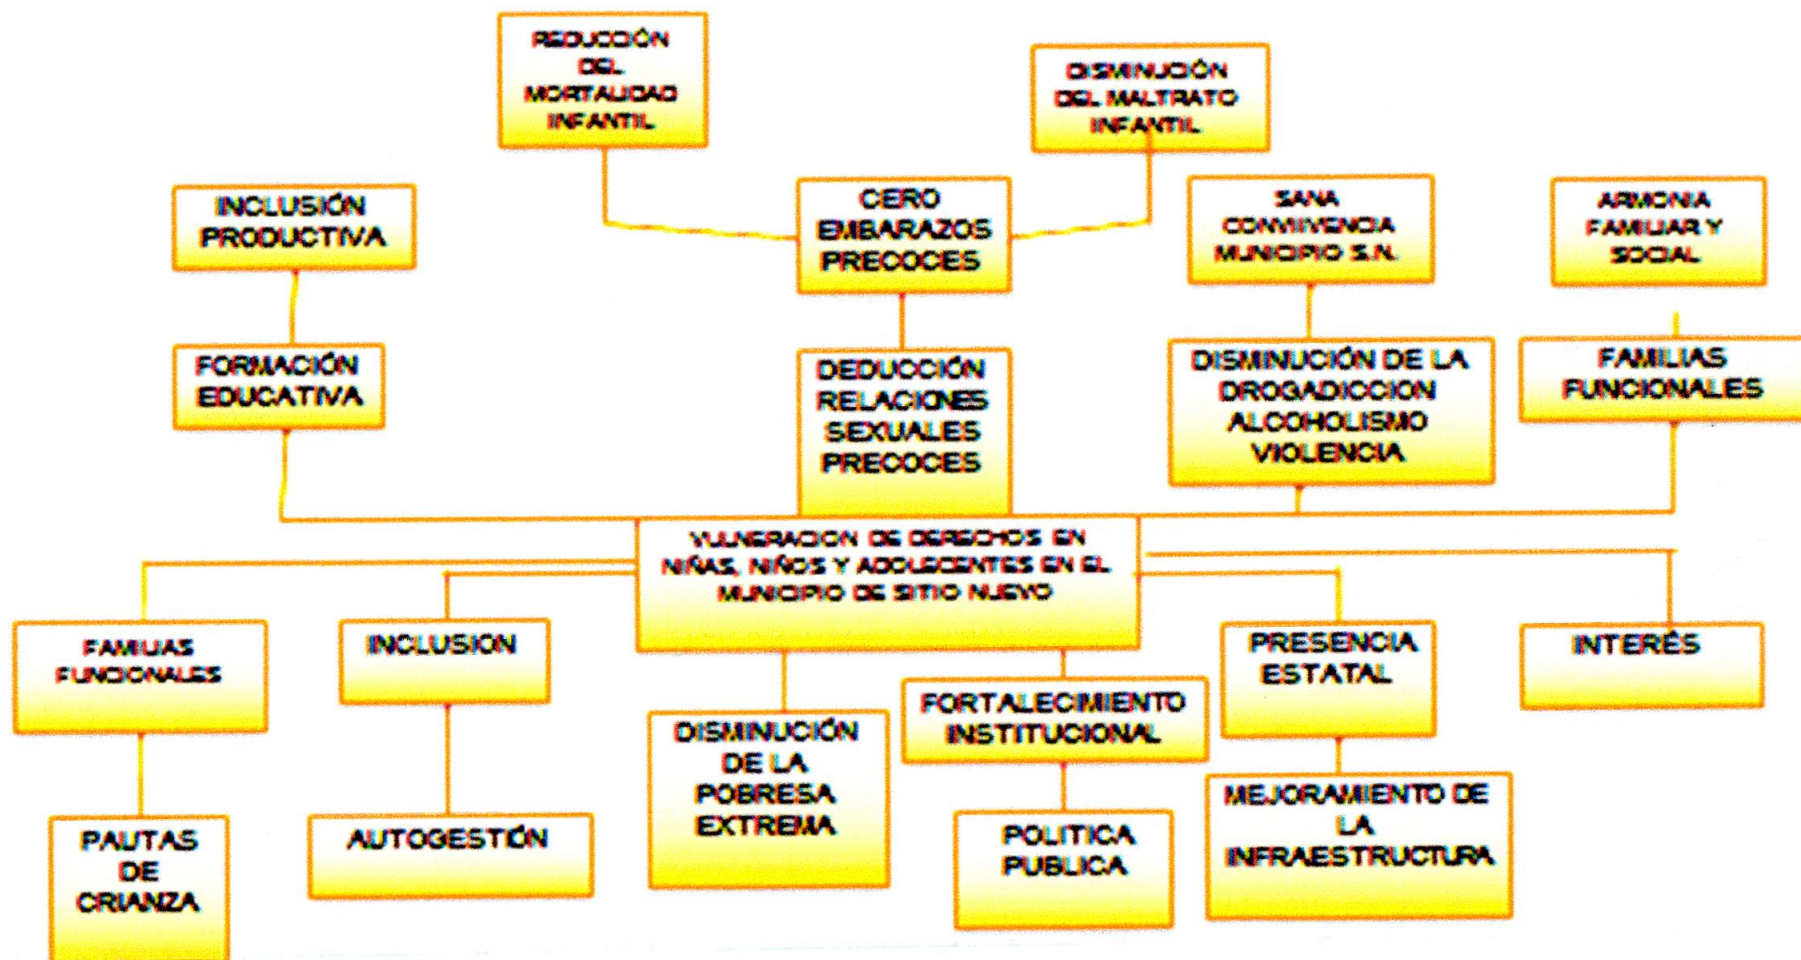 REDUCCIÓN
DEL
MORTALIDAD
INFANTIL
DISMINUCIÓN
DEL MALTRATO
INFANTIL
INCLUSIÓN
PRODUCTIVA
CERO
EMBARAZOS
PRECOCES
SANA
CONVIIVENCIA
MUNICIPIO S.N.
ARMONIA
FAMILIAR Y
SOCIAL
FORMACIÓN
EDUCATIVA
DEDUCCIÓN
RELACIONES
SEXUALES
PRECOCES
DISMINUCIÓN DE LA
DROGADICCION
ALCOHOLISMO
VIOLENCIA
FAMILIAS
FUNCIONALES
VULNERACION DE DERECHOS EN
NIÑAS, NIÑOS Y ADOLECENTES EN EL
MUNICIPIO DE SITIO NUEVO
FAMILIAS
FUNCIONALES
INCLUSION
DISMINUCIÓN
DE LA
POBRESA
EXTREMA
FORTALECIMIENTO
INSTITUCIONAL
PRESENCIA
ESTATAL
INTERÉS
PAUTAS
DE
CRIANZA
AUTOGESTIÓN
POLITICA
PUBLICA
MEJORAMIENTO DE
LA
INFRAESTRUCTURA